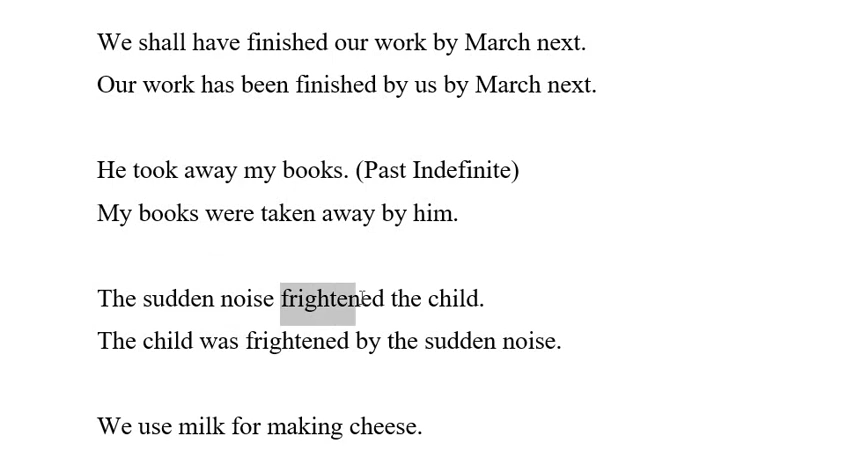 We shall have finished our work by March next.
Our work has been finished by us by March next.
He took away my books. (Past Indefinite)
My books were taken away by him.
The sudden noise frightened the child.
The child was frightened by the sudden noise.
We use milk for making cheese.